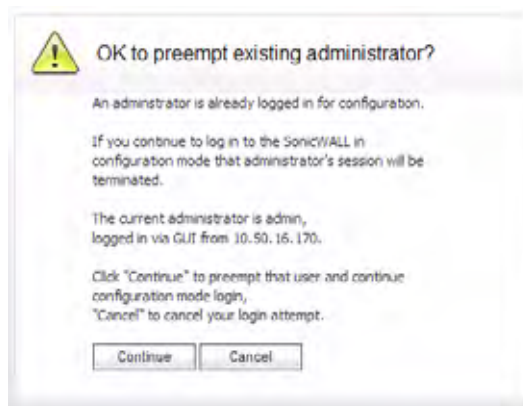 OK to preempt existing administrator?
An adminstrator is already logged in for configuration.
If you continue to log in to the SonicWALL in
configuration mode that administrator's session will be
terminated.
The current administrator is admin,
logged in via GUI from 10.50.16.170.
Click "Continue" to preempt that user and continue
configuration mode login,
"Cancel" to cancel your login attempt.
Continue Cancel